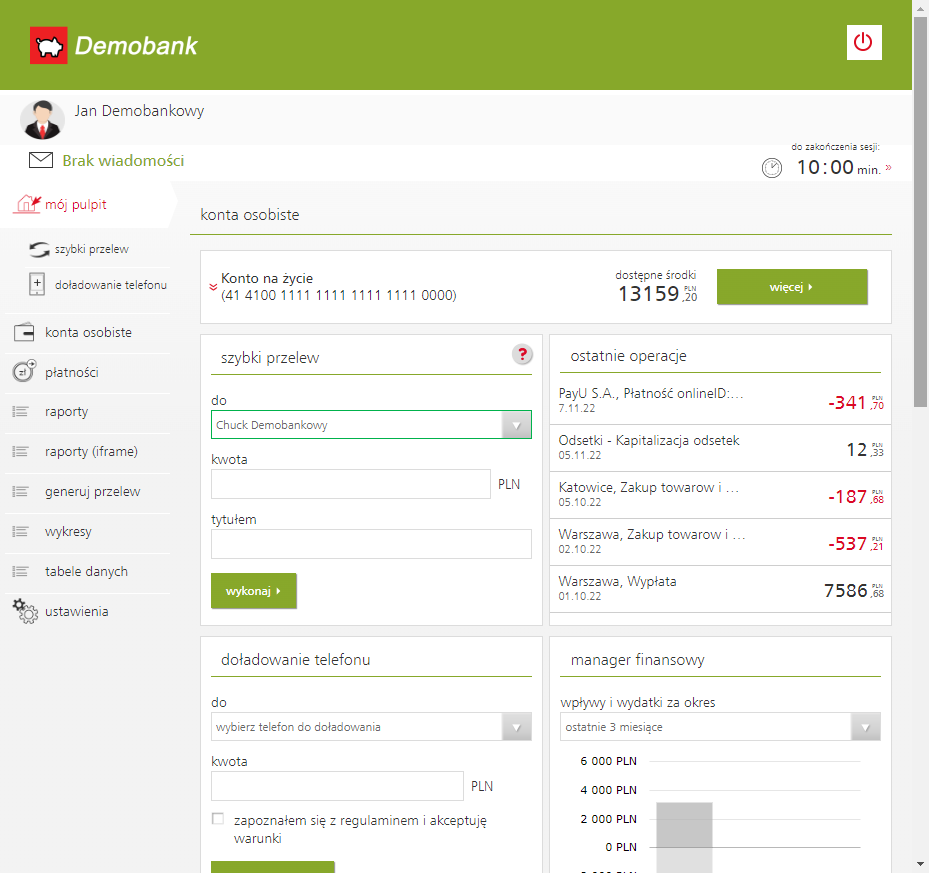 Demobank
Jan Demobankowy
Brak wiadomości
do zakończenia sesji:
10:00 min. »
mój pulpit
szybki przelew
doładowanie telefonu
konta osobiste
płatności
raporty
raporty (iframe)
generuj przelew
wykresy
tabele danych
ustawienia
konta osobiste
Konto na życie
(41 4100 1111 1111 1111 1111 0000)
dostępne środki
13159 PLN ,20
więcej
szybki przelew
?
do
Chuck Demobankowy
kwota
PLN
tytułem
wykonaj
ostatnie operacje
PayU S.A., Płatność onlineID:...
7.11.22
-341 PLN ,70
Odsetki - Kapitalizacja odsetek
05.11.22
12 PLN ,33
Katowice, Zakup towarow i ...
05.10.22
-187 PLN ,68
Warszawa, Zakup towarow i ...
02.10.22
-537 PLN ,21
Warszawa, Wypłata
01.10.22
7586 PLN ,68
doładowanie telefonu
do
wybierz telefon do doładowania
kwota
PLN
zapoznałem się z regulaminem i akceptuję
warunki
manager finansowy
wpływy i wydatki za okres
ostatnie 3 miesiące
6 000 PLN
4 000 PLN
2 000 PLN
0 PLN